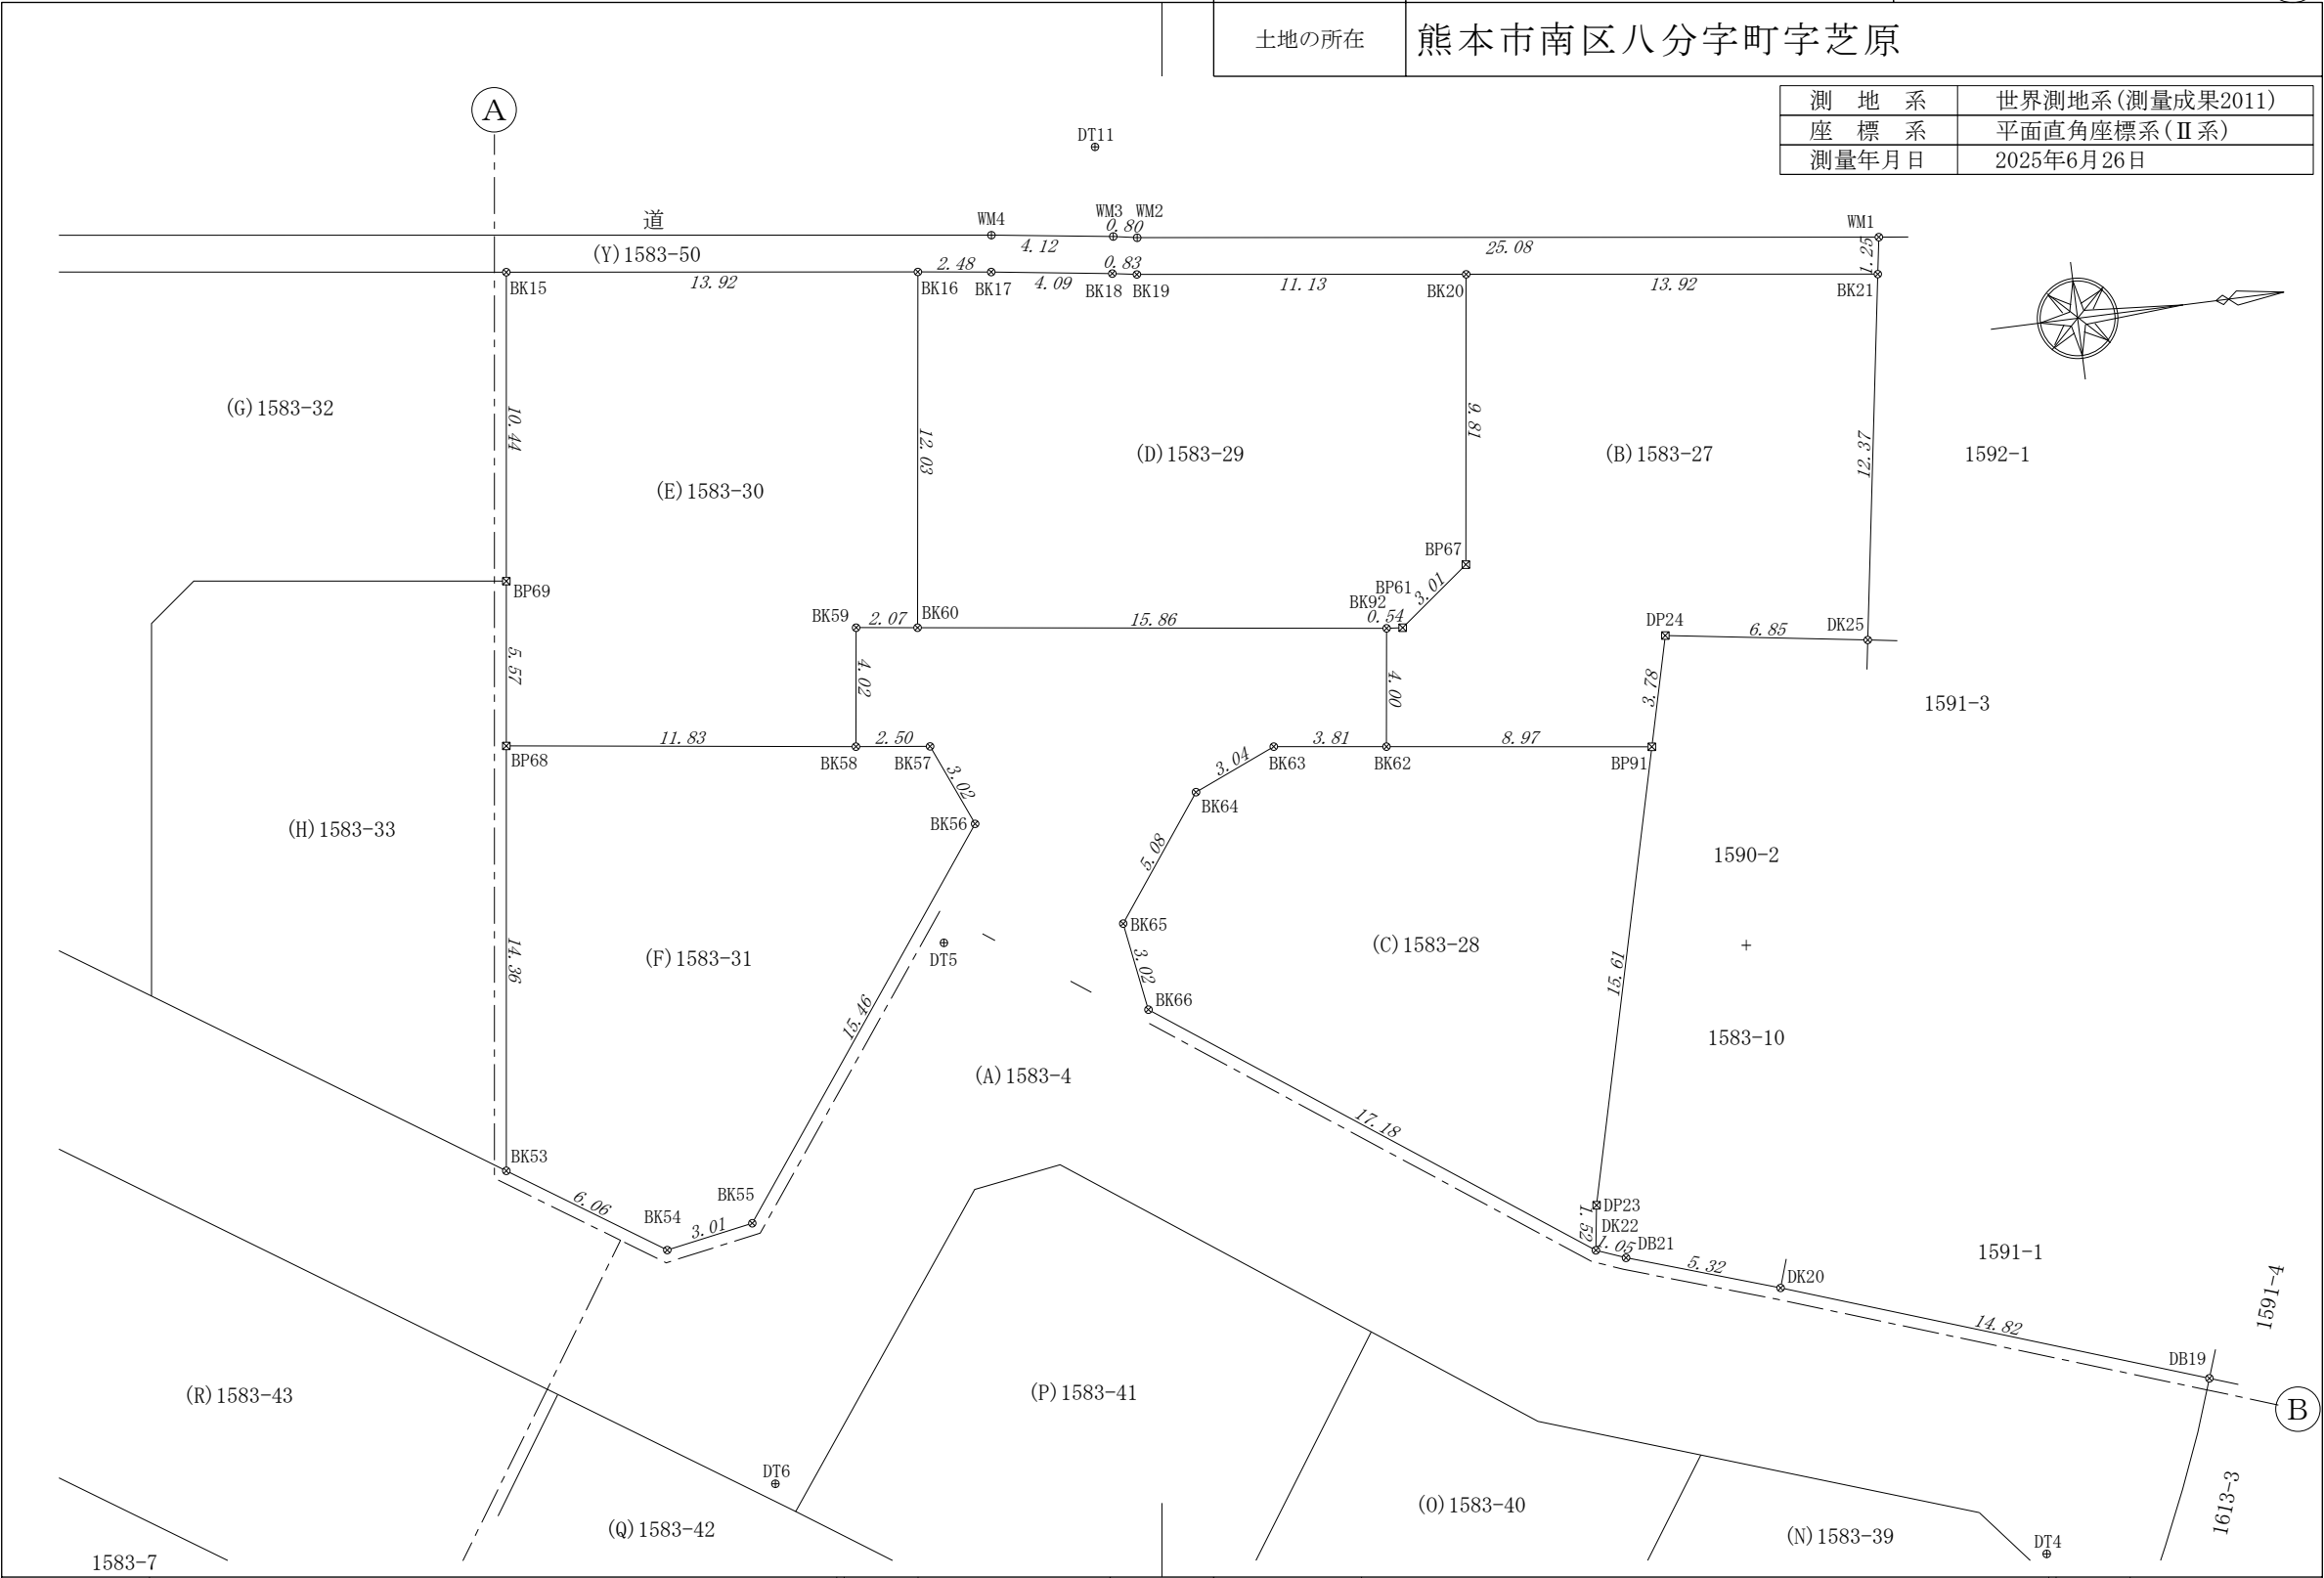 土地の所在 熊本市南区八分字町字芝原
測地系 世界測地系(測量成果2011)
座標系 平面直角座標系(Ⅱ系)
測量年月日 2025年6月26日
A
DT11
道
WM4
WM3
0.80
WM2
WM1
4.12
25.08
1.25
(Y)1583-50
BK15
13.92
BK16
2.48
BK17
4.09
0.83
BK18
BK19
11.13
BK20
13.92
BK21
(G)1583-32
10.44
12.03
9.81
12.37
(E)1583-30
(D)1583-29
(B)1583-27
1592-1
BP69
BK59
2.07
BK60
15.86
BK92
0.54
BP61
3.01
BP67
DP24
6.85
DK25
5.57
4.02
4.00
3.78
1591-3
BP68
11.83
BK58
2.50
BK57
3.02
BK56
3.04
BK63
3.81
BK62
8.97
BP91
BK64
(H)1583-33
5.08
1590-2
BK65
3.02
BK66
14.36
(F)1583-31
DT5
(C)1583-28
15.61
15.46
1583-10
(A)1583-4
17.18
BK53
6.06
BK54
3.01
BK55
DP23
1.52
DK22
1.05
DB21
5.32
DK20
14.82
1591-1
1591-4
DB19
B
(R)1583-43
(P)1583-41
DT6
(Q)1583-42
(O)1583-40
(N)1583-39
DT4
1613-3
1583-7